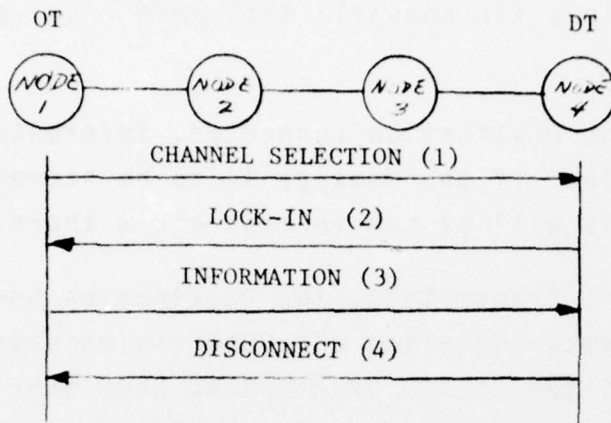 OT DT
NODE 1 NODE 2 NODE 3 NODE 4
CHANNEL SELECTION (1)
LOCK-IN (2)
INFORMATION (3)
DISCONNECT (4)